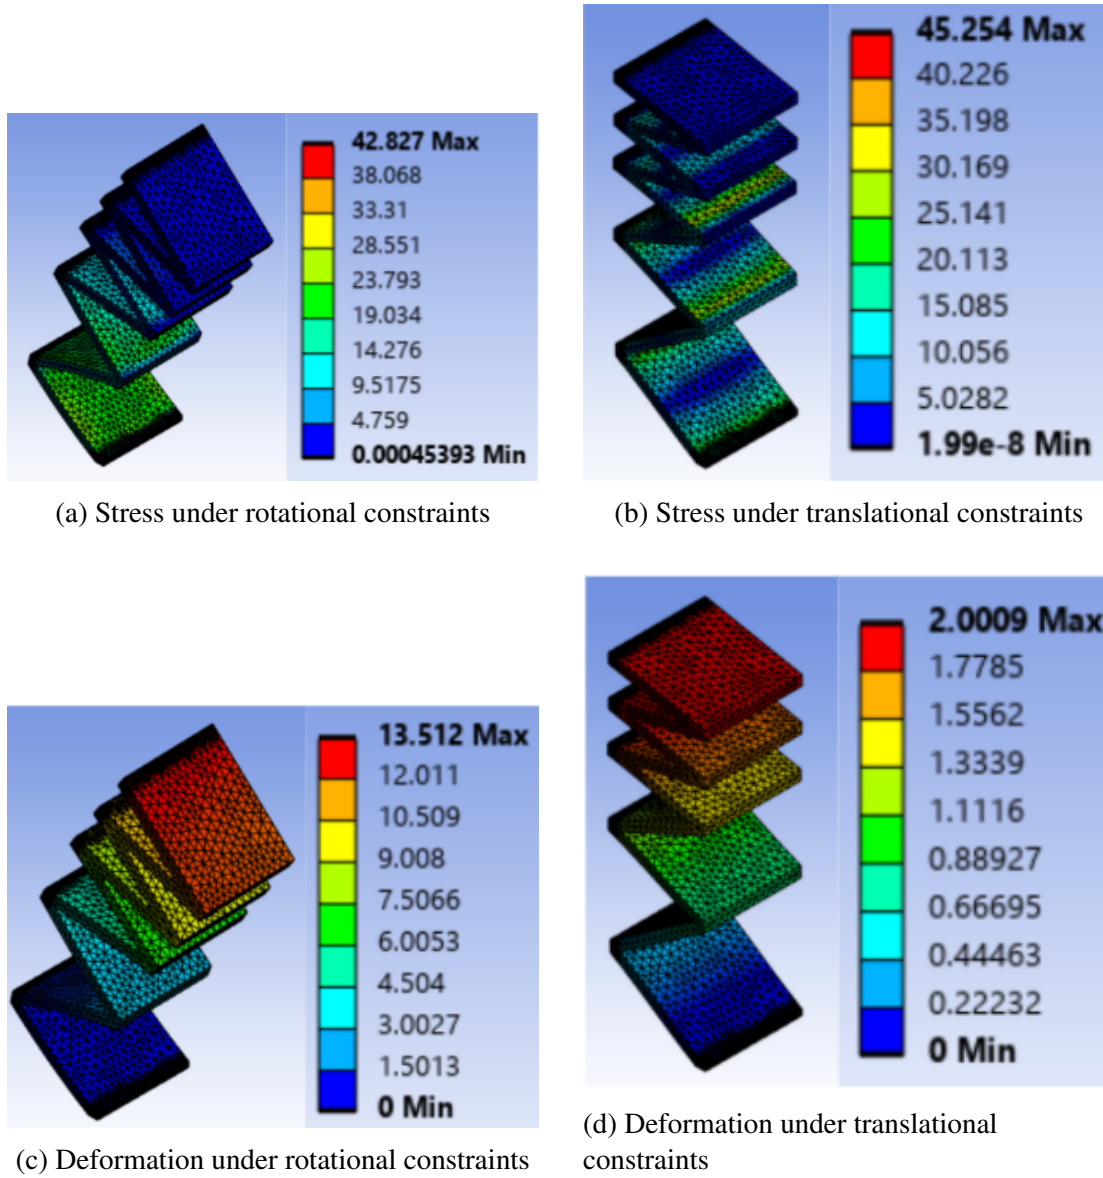 42.827 Max
38.068
33.31
28.551
23.793
19.034
14.276
9.5175
4.759
0.00045393 Min
(a) Stress under rotational constraints
45.254 Max
40.226
35.198
30.169
25.141
20.113
15.085
10.056
5.0282
1.99e-8 Min
(b) Stress under translational constraints
13.512 Max
12.011
10.509
9.008
7.5066
6.0053
4.504
3.0027
1.5013
0 Min
(c) Deformation under rotational constraints
2.0009 Max
1.7785
1.5562
1.3339
1.1116
0.88927
0.66695
0.44463
0.22232
0 Min
(d) Deformation under translational
constraints